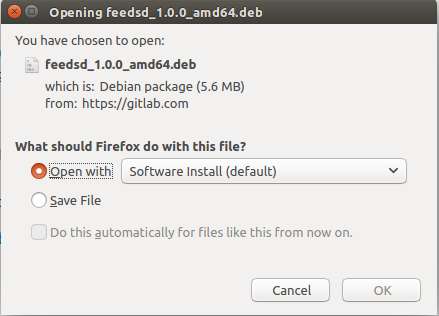 Opening feedsd_1.0.0_amd64.deb
You have chosen to open:
feedsd_1.0.0_amd64.deb
which is: Debian package (5.6 MB)
from: https://gitlab.com
What should Firefox do with this file?
Open with Software Install (default)
Save File
Do this automatically for files like this from now on.
Cancel OK